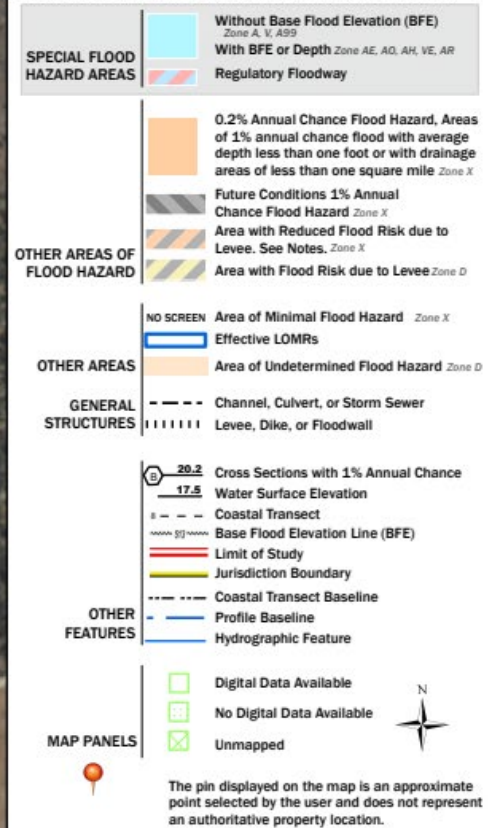 SPECIAL FLOOD
HAZARD AREAS
Without Base Flood Elevation (BFE)
Zone A, V, A99
With BFE or Depth Zone AE, AO, AH, VE, AR
Regulatory Floodway
OTHER AREAS OF
FLOOD HAZARD
0.2% Annual Chance Flood Hazard, Areas
of 1% annual chance flood with average
depth less than one foot or with drainage
areas of less than one square mile Zone X
Future Conditions 1% Annual
Chance Flood Hazard Zone X
Area with Reduced Flood Risk due to
Levee. See Notes. Zone X
Area with Flood Risk due to Levee Zone D
OTHER AREAS
NO SCREEN Area of Minimal Flood Hazard Zone X
Effective LOMRs
Area of Undetermined Flood Hazard Zone D
GENERAL
STRUCTURES
Channel, Culvert, or Storm Sewer
Levee, Dike, or Floodwall
OTHER
FEATURES
B 20.2 Cross Sections with 1% Annual Chance
17.5 Water Surface Elevation
8 Coastal Transect
513 Base Flood Elevation Line (BFE)
Limit of Study
Jurisdiction Boundary
Coastal Transect Baseline
Profile Baseline
Hydrographic Feature
MAP PANELS
Digital Data Available
No Digital Data Available
Unmapped
N
The pin displayed on the map is an approximate
point selected by the user and does not represent
an authoritative property location.